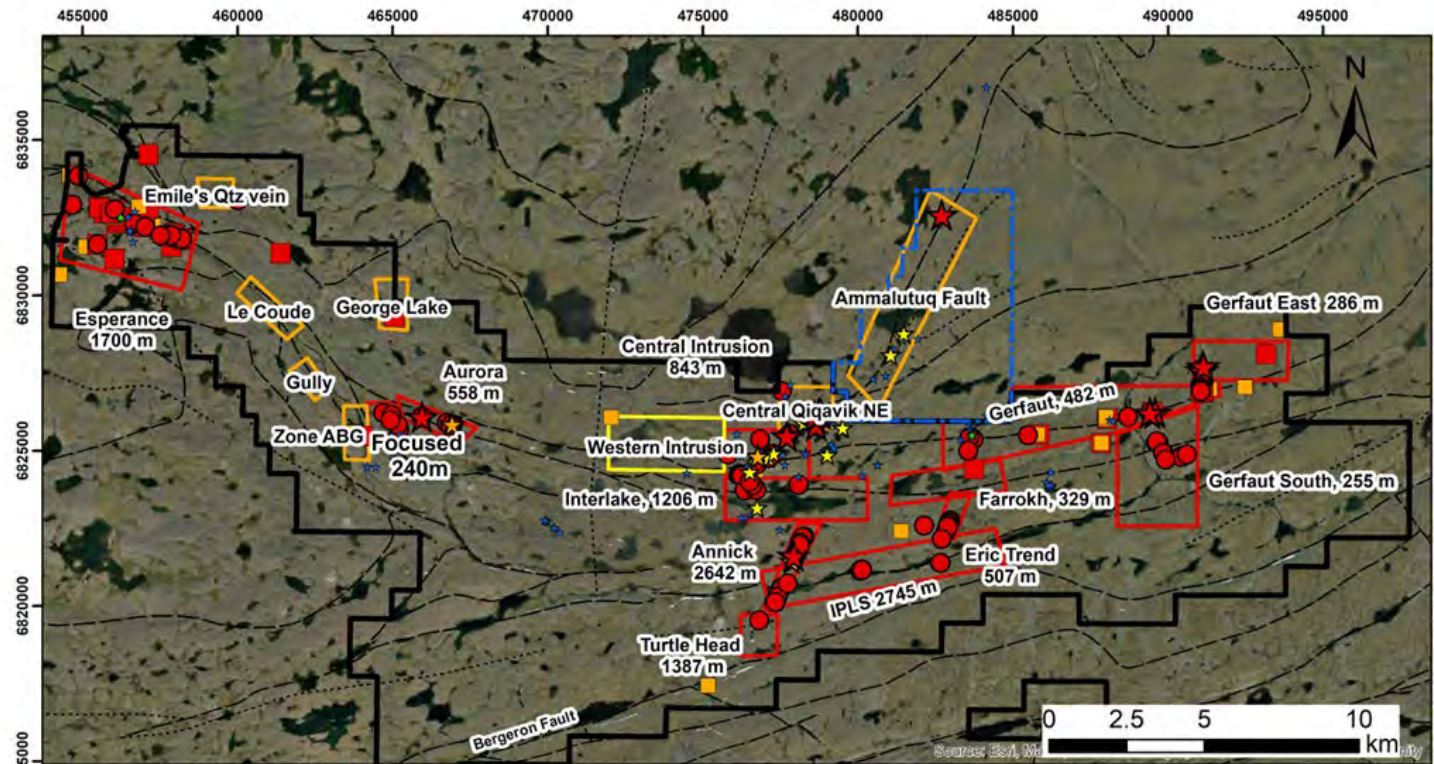 455000 460000 465000 470000 475000 480000 485000 490000 495000
N
6835000
Emile's Qtz vein
6830000
Ammalutuq Fault
Gerfaut East 286 m
Le Coude
George Lake
Esperance
1700 m
Central Intrusion
843 m
Aurora
558 m
Gully
Central Qiqavik NE
Gerfaut, 482 m
Zone ABG
Focused
240m
6825000
Western Intrusion
Interlake, 1206 m
Farrokh, 329 m
Gerfaut South, 255 m
Annick
2642 m
Eric Trend
507 m
6820000
IPLS 2745 m
Turtle Head
1387 m
Bergeron Fault
0 2.5 5 10
km
5000
Source: Esri,